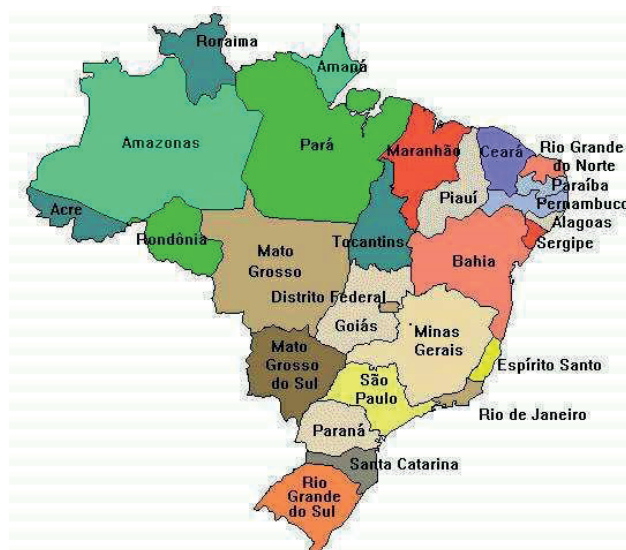 Roraima
Amapá
Amazonas
Pará
Maranhão
Ceará
Rio Grande
do Norte
Paraíba
Pernambuco
Alagoas
Sergipe
Piauí
Acre
Rondônia
Tocantins
Mato
Grosso
Bahia
Distrito Federal
Goiás
Minas
Gerais
Mato
Grosso
do Sul
Espírito Santo
São
Paulo
Rio de Janeiro
Paraná
Santa Catarina
Rio
Grande
do Sul